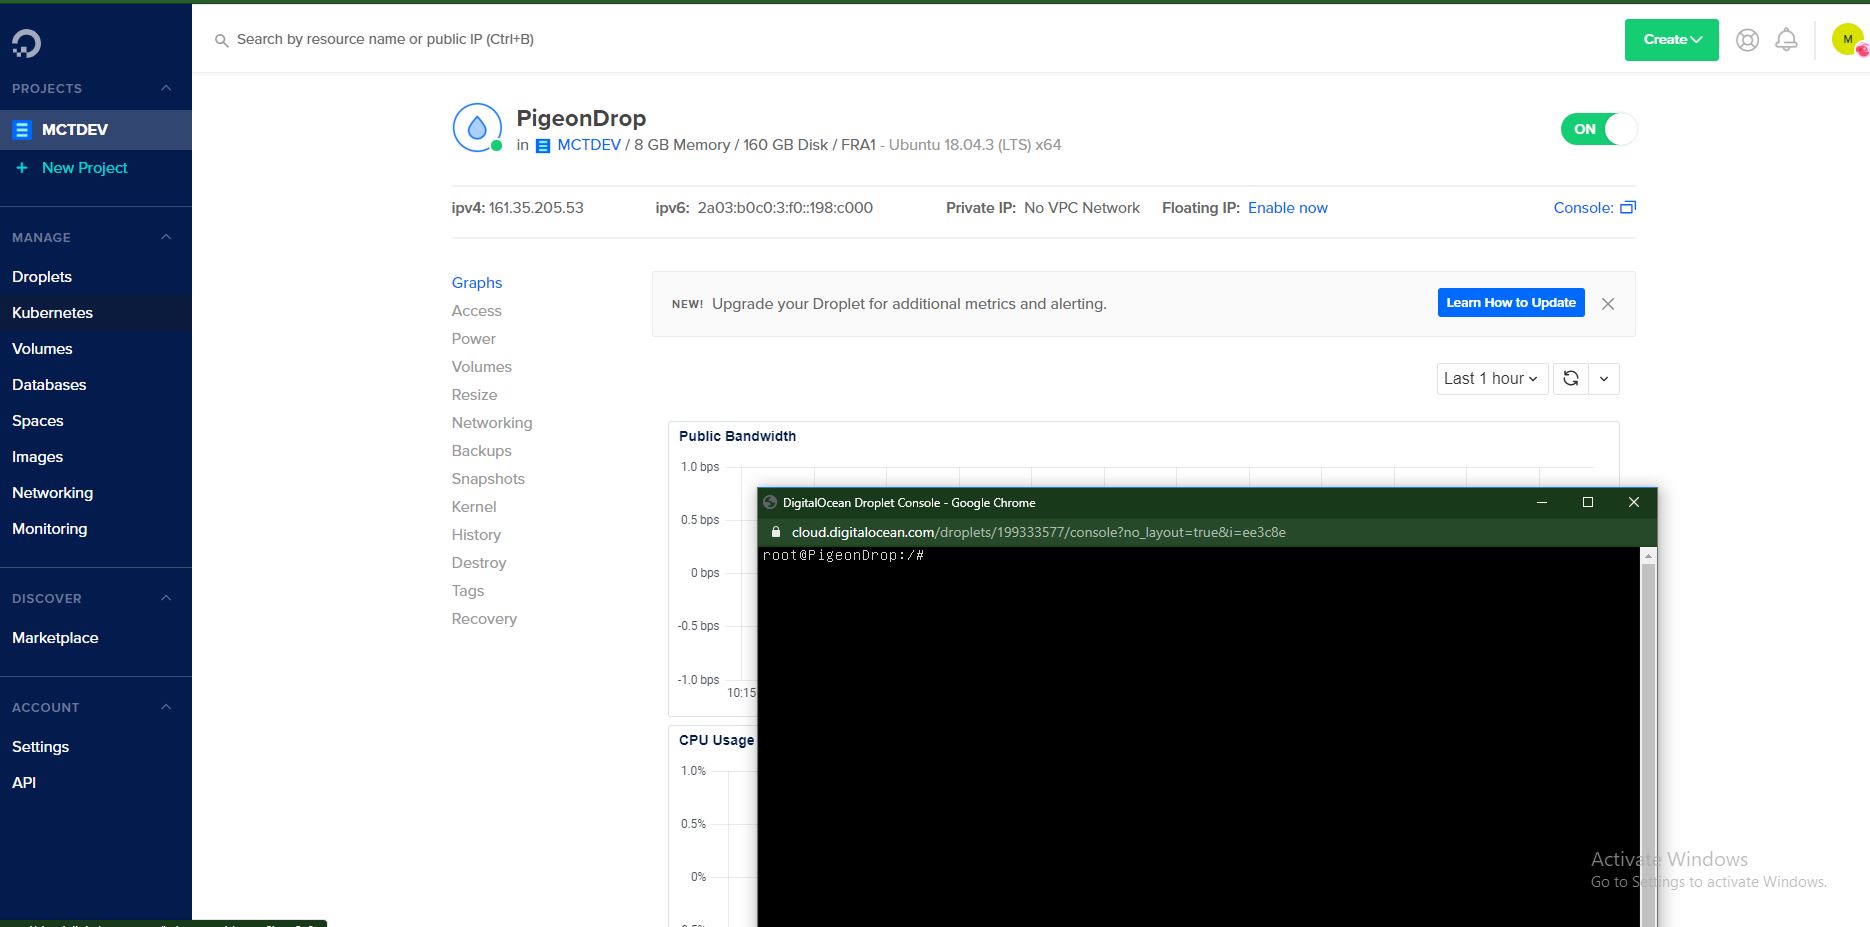 Search by resource name or public IP (Ctrl+B)
Create
M
PROJECTS
MCTDEV
+ New Project
MANAGE
Droplets
Kubernetes
Volumes
Databases
Spaces
Images
Networking
Monitoring
DISCOVER
Marketplace
ACCOUNT
Settings
API
PigeonDrop
in MCTDEV / 8 GB Memory / 160 GB Disk / FRA1 - Ubuntu 18.04.3 (LTS) x64
ON
ipv4: 161.35.205.53 ipv6: 2a03:b0c0:3:f0::198:c000 Private IP: No VPC Network Floating IP: Enable now Console:
Graphs
Access
Power
Volumes
Resize
Networking
Backups
Snapshots
Kernel
History
Destroy
Tags
Recovery
NEW! Upgrade your Droplet for additional metrics and alerting.
Learn How to Update
Last 1 hour
Public Bandwidth
1.0 bps
0.5 bps
0 bps
-0.5 bps
-1.0 bps
10:15
CPU Usage
1.0%
0.5%
0%
DigitalOcean Droplet Console - Google Chrome
cloud.digitalocean.com/droplets/199333577/console?no_layout=true&i=ee3c8e
root@PigeonDrop:/#
Activate Windows
Go to Settings to activate Windows.